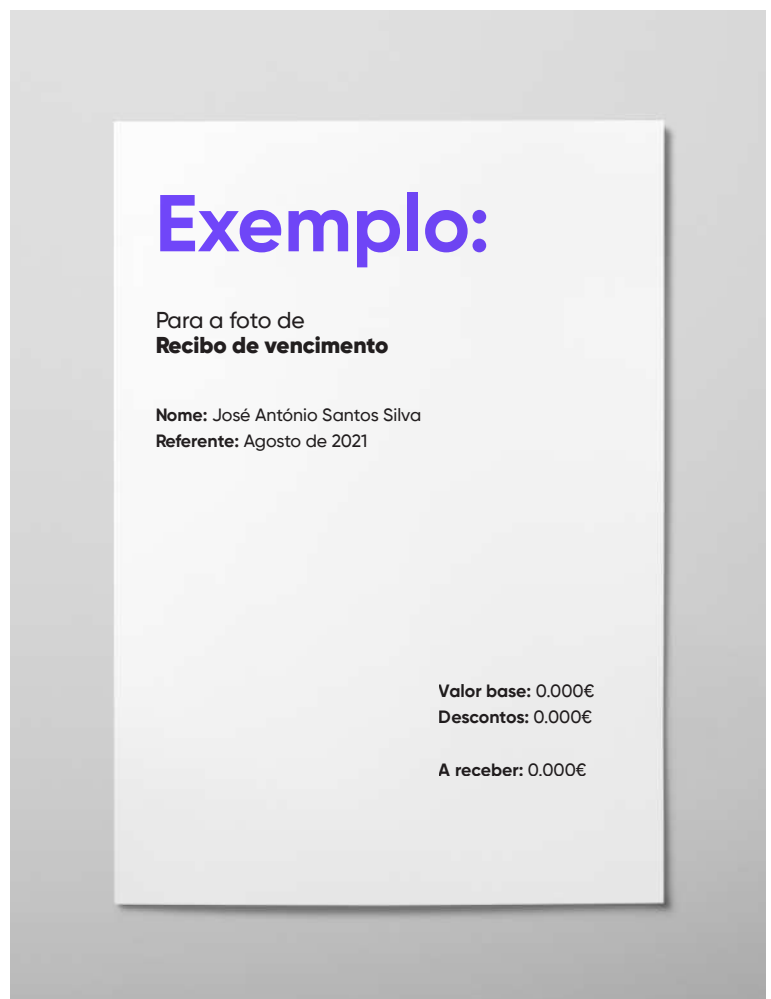 Exemplo:
Para a foto de
Recibo de vencimento
Nome: José António Santos Silva
Referente: Agosto de 2021
Valor base: 0.000€
Descontos: 0.000€
A receber: 0.000€